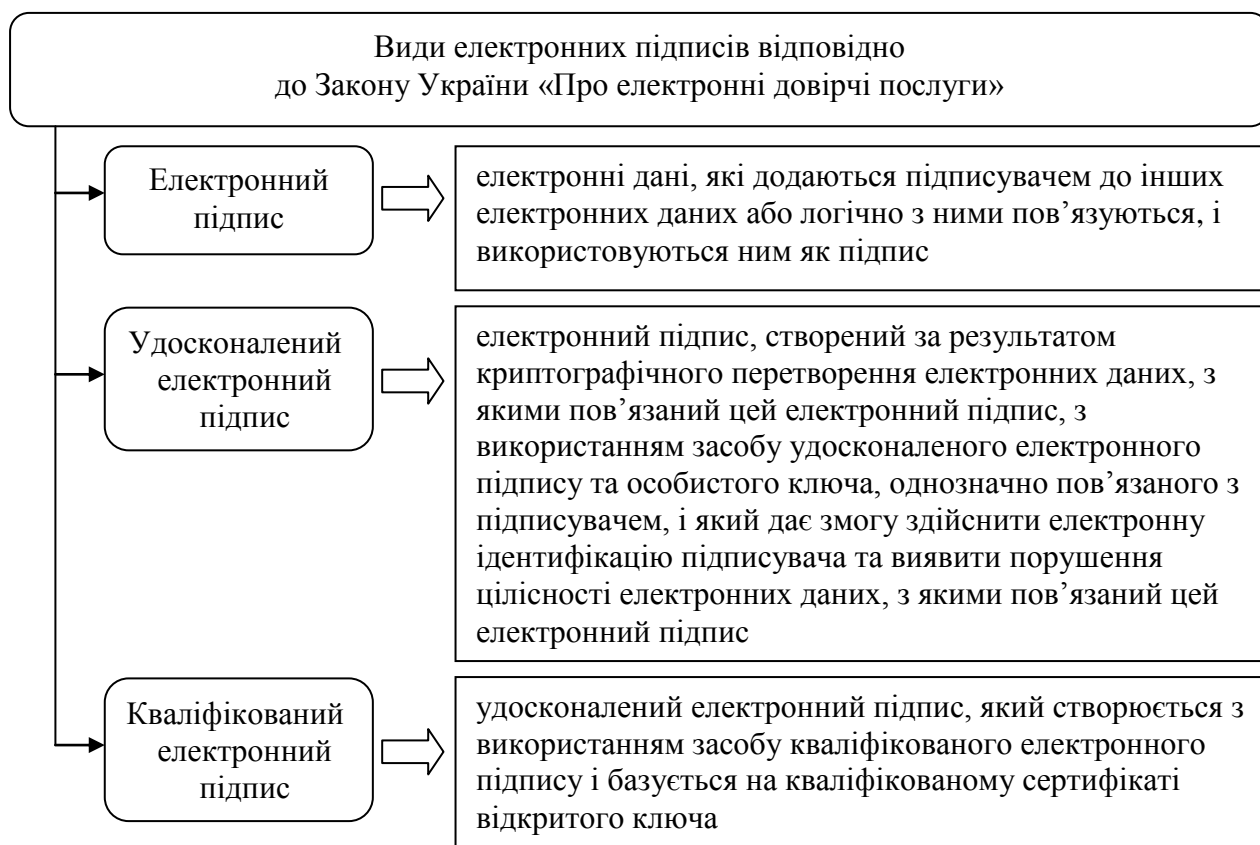 Види електронних підписів відповідно
до Закону України «Про електронні довірчі послуги»
Електронний
підпис
електронні дані, які додаються підписувачем до інших
електронних даних або логічно з ними пов’язуються, і
використовуються ним як підпис
Удосконалений
електронний
підпис
електронний підпис, створений за результатом
криптографічного перетворення електронних даних, з
якими пов’язаний цей електронний підпис, з
використанням засобу удосконаленого електронного
підпису та особистого ключа, однозначно пов’язаного з
підписувачем, і який дає змогу здійснити електронну
ідентифікацію підписувача та виявити порушення
цілісності електронних даних, з якими пов’язаний цей
електронний підпис
Кваліфікований
електронний
підпис
удосконалений електронний підпис, який створюється з
використанням засобу кваліфікованого електронного
підпису і базується на кваліфікованому сертифікаті
відкритого ключа